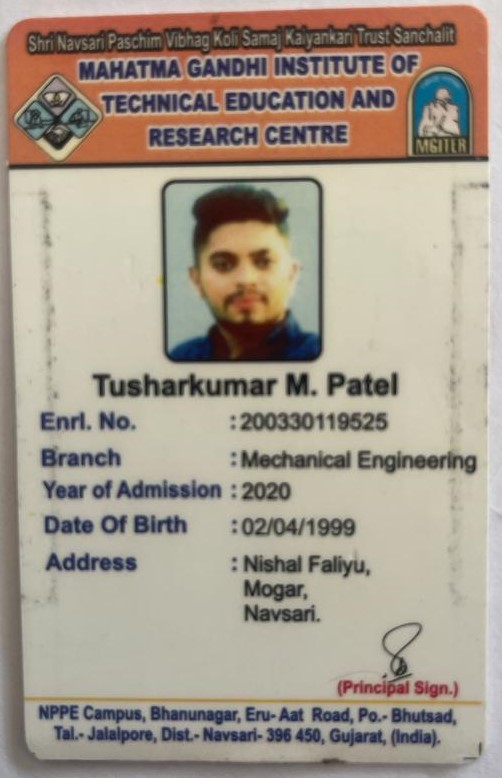 Shri Navsari Paschim Vibhag Koli Samaj Kalyankari Trust Sanchalit
MAHATMA GANDHI INSTITUTE OF
TECHNICAL EDUCATION AND
RESEARCH CENTRE
MGITER
Tusharkumar M. Patel
Enrl. No. : 200330119525
Branch : Mechanical Engineering
Year of Admission : 2020
Date Of Birth : 02/04/1999
Address : Nishal Faliyu,
Mogar,
Navsari.
(Principal Sign.)
NPPE Campus, Bhanunagar, Eru- Aat Road, Po.- Bhutsad,
Tal.- Jalalpore, Dist.- Navsari- 396 450, Gujarat, (India).